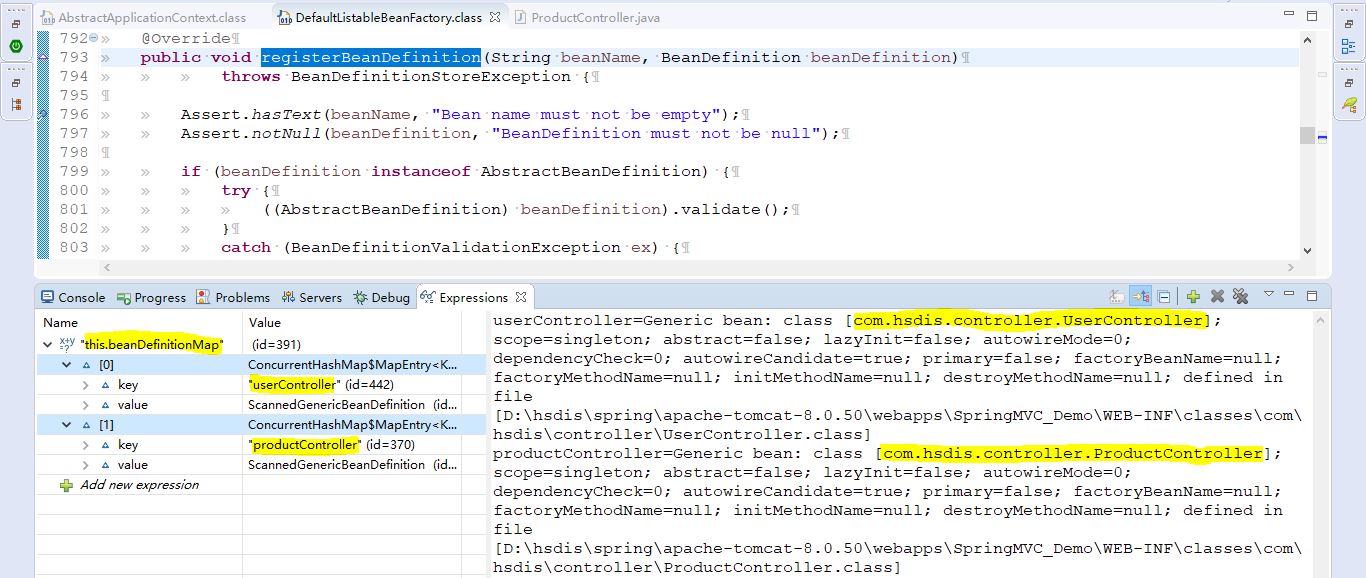 AbstractApplicationContext.class DefaultListableBeanFactory.class ProductController.java
792 » @Override¶
793 » public void registerBeanDefinition(String beanName, BeanDefinition beanDefinition)¶
794 » » » throws BeanDefinitionStoreException {¶
795 ¶
796 » » Assert.hasText(beanName, "Bean name must not be empty");¶
797 » » Assert.notNull(beanDefinition, "BeanDefinition must not be null");¶
798 ¶
799 » » if (beanDefinition instanceof AbstractBeanDefinition) {¶
800 » » » try {¶
801 » » » » ((AbstractBeanDefinition) beanDefinition).validate();¶
802 » » » }¶
803 » » » catch (BeanDefinitionValidationException ex) {¶
Console Progress Problems Servers Debug Expressions
Name Value
"this.beanDefinitionMap" (id=391)
[0] ConcurrentHashMap$MapEntry<K...
key "userController" (id=442)
value ScannedGenericBeanDefinition (id...
[1] ConcurrentHashMap$MapEntry<K...
key "productController" (id=370)
value ScannedGenericBeanDefinition (id...
Add new expression
userController=Generic bean: class [com.hsdis.controller.UserController];
scope=singleton; abstract=false; lazyInit=false; autowireMode=0;
dependencyCheck=0; autowireCandidate=true; primary=false; factoryBeanName=null;
factoryMethodName=null; initMethodName=null; destroyMethodName=null; defined in
file
[D:\hsdis\spring\apache-tomcat-8.0.50\webapps\SpringMVC_Demo\WEB-INF\classes\com\
hsdis\controller\UserController.class]
productController=Generic bean: class [com.hsdis.controller.ProductController];
scope=singleton; abstract=false; lazyInit=false; autowireMode=0;
dependencyCheck=0; autowireCandidate=true; primary=false; factoryBeanName=null;
factoryMethodName=null; initMethodName=null; destroyMethodName=null; defined in
file
[D:\hsdis\spring\apache-tomcat-8.0.50\webapps\SpringMVC_Demo\WEB-INF\classes\com\
hsdis\controller\ProductController.class]